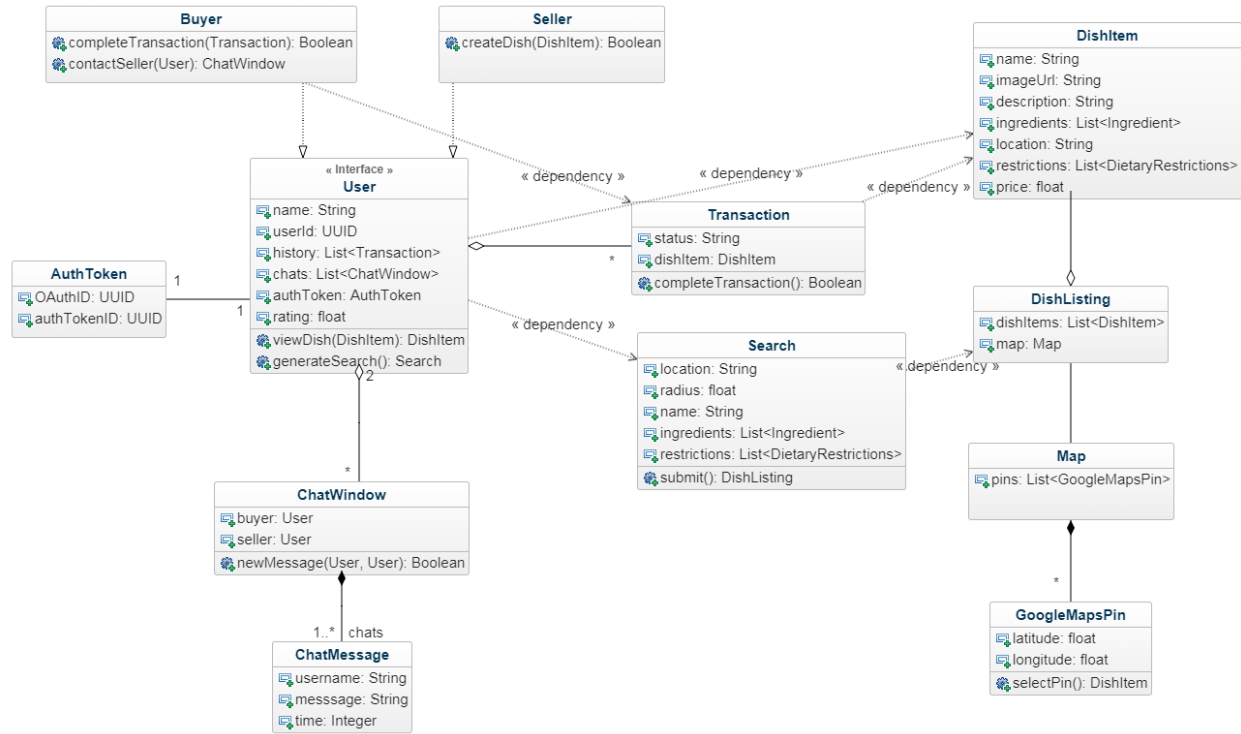 Buyer
completeTransaction(Transaction): Boolean
contactSeller(User): ChatWindow
Seller
createDish(DishItem): Boolean
DishItem
name: String
imageUrl: String
description: String
ingredients: List<Ingredient>
location: String
restrictions: List<DietaryRestrictions>
price: float
« Interface »
User
name: String
userId: UUID
history: List<Transaction>
chats: List<ChatWindow>
authToken: AuthToken
rating: float
viewDish(DishItem): DishItem
generateSearch(): Search
« dependency »
« dependency »
« dependency »
Transaction
status: String
dishItem: DishItem
completeTransaction(): Boolean
*
AuthToken
OAuthID: UUID
authTokenID: UUID
1
1
« dependency »
DishListing
dishItems: List<DishItem>
map: Map
Search
location: String
radius: float
name: String
ingredients: List<Ingredient>
restrictions: List<DietaryRestrictions>
submit(): DishListing
« dependency »
2
*
Map
pins: List<GoogleMapsPin>
*
ChatWindow
buyer: User
seller: User
newMessage(User, User): Boolean
1..* chats
ChatMessage
username: String
messsage: String
time: Integer
GoogleMapsPin
latitude: float
longitude: float
selectPin(): DishItem